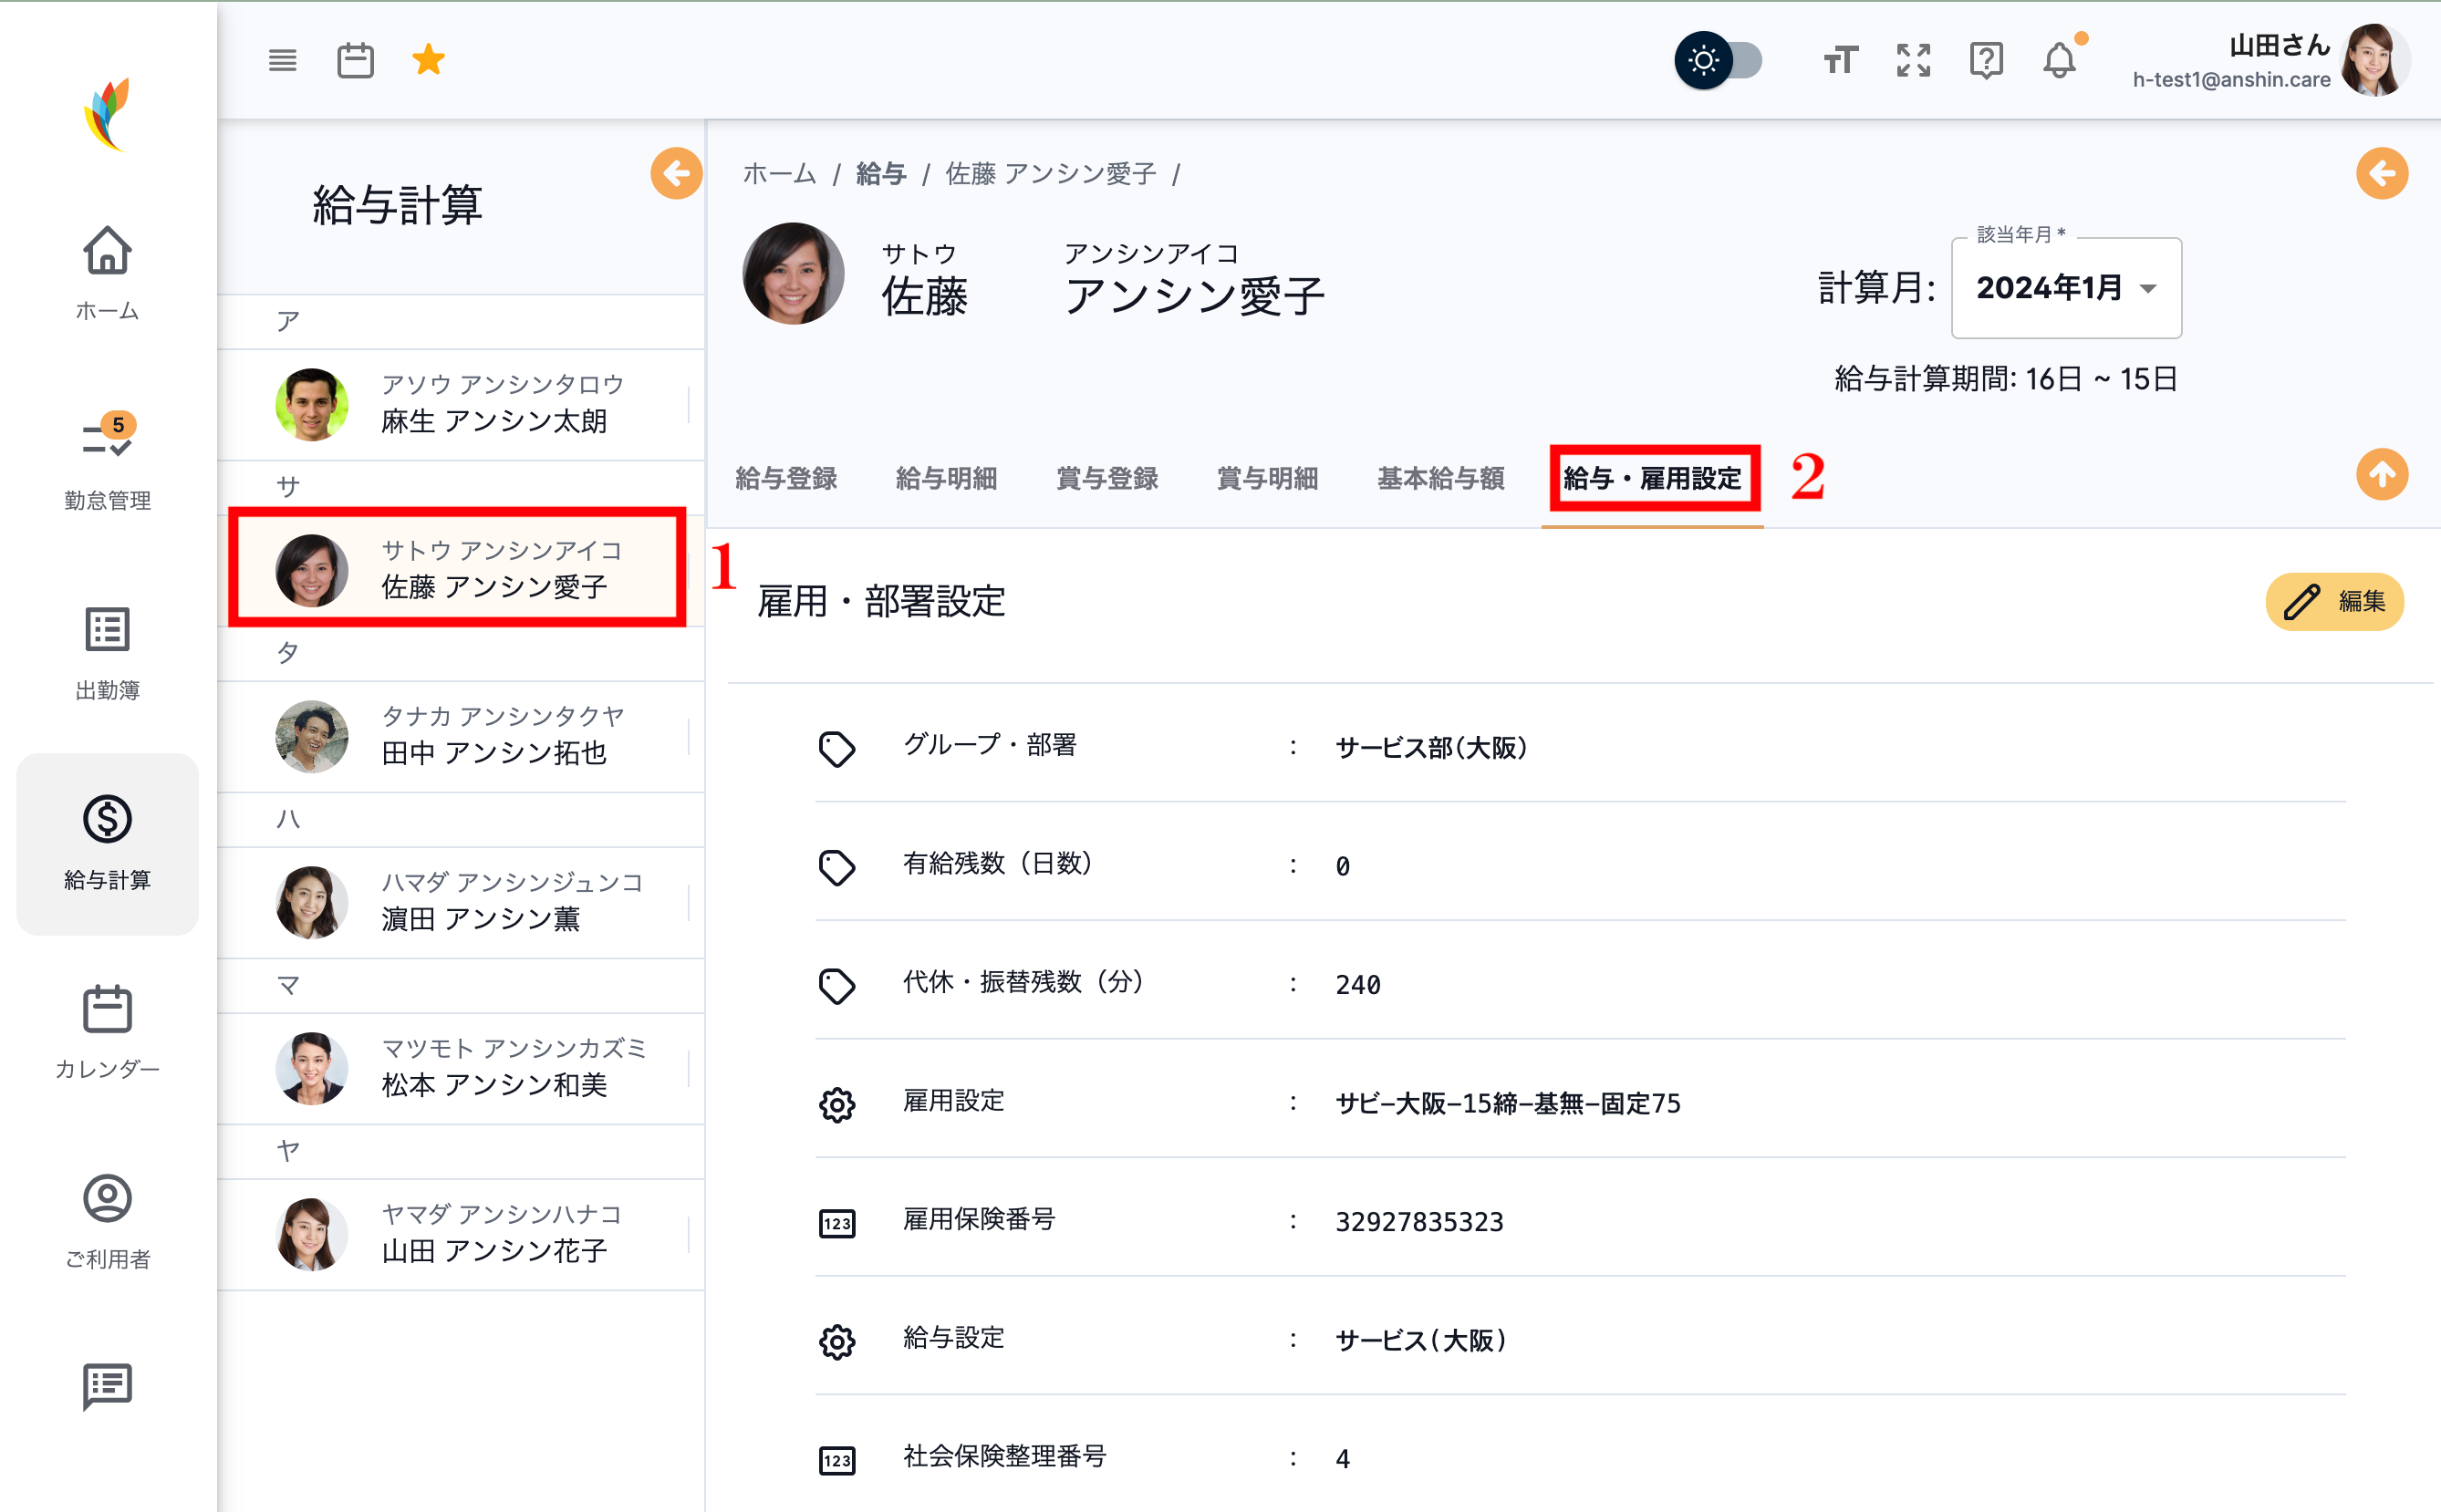 山田さん
h-test1@anshin.care
ホーム
5
勤怠管理
出勤簿
給与計算
カレンダー
ご利用者
給与計算
ア
アソウ アンシンタロウ
麻生 アンシン太朗
サ
サトウ アンシンアイコ
佐藤 アンシン愛子
1
タ
タナカ アンシンタクヤ
田中 アンシン拓也
ハ
ハマダ アンシンジュンコ
濵田 アンシン薫
マ
マツモト アンシンカズミ
松本 アンシン和美
ヤ
ヤマダ アンシンハナコ
山田 アンシン花子
ホーム / 給与 / 佐藤 アンシン愛子 /
サトウ アンシンアイコ
佐藤 アンシン愛子
該当年月 *
計算月: 2024年1月
給与計算期間: 16日 ~ 15日
給与登録 給与明細 賞与登録 賞与明細 基本給与額 給与・雇用設定 2
雇用・部署設定 編集
グループ・部署 : サービス部(大阪)
有給残数（日数） : 0
代休・振替残数（分） : 240
雇用設定 : サビ–大阪–15締–基無–固定75
123 雇用保険番号 : 32927835323
給与設定 : サービス(大阪)
123 社会保険整理番号 : 4